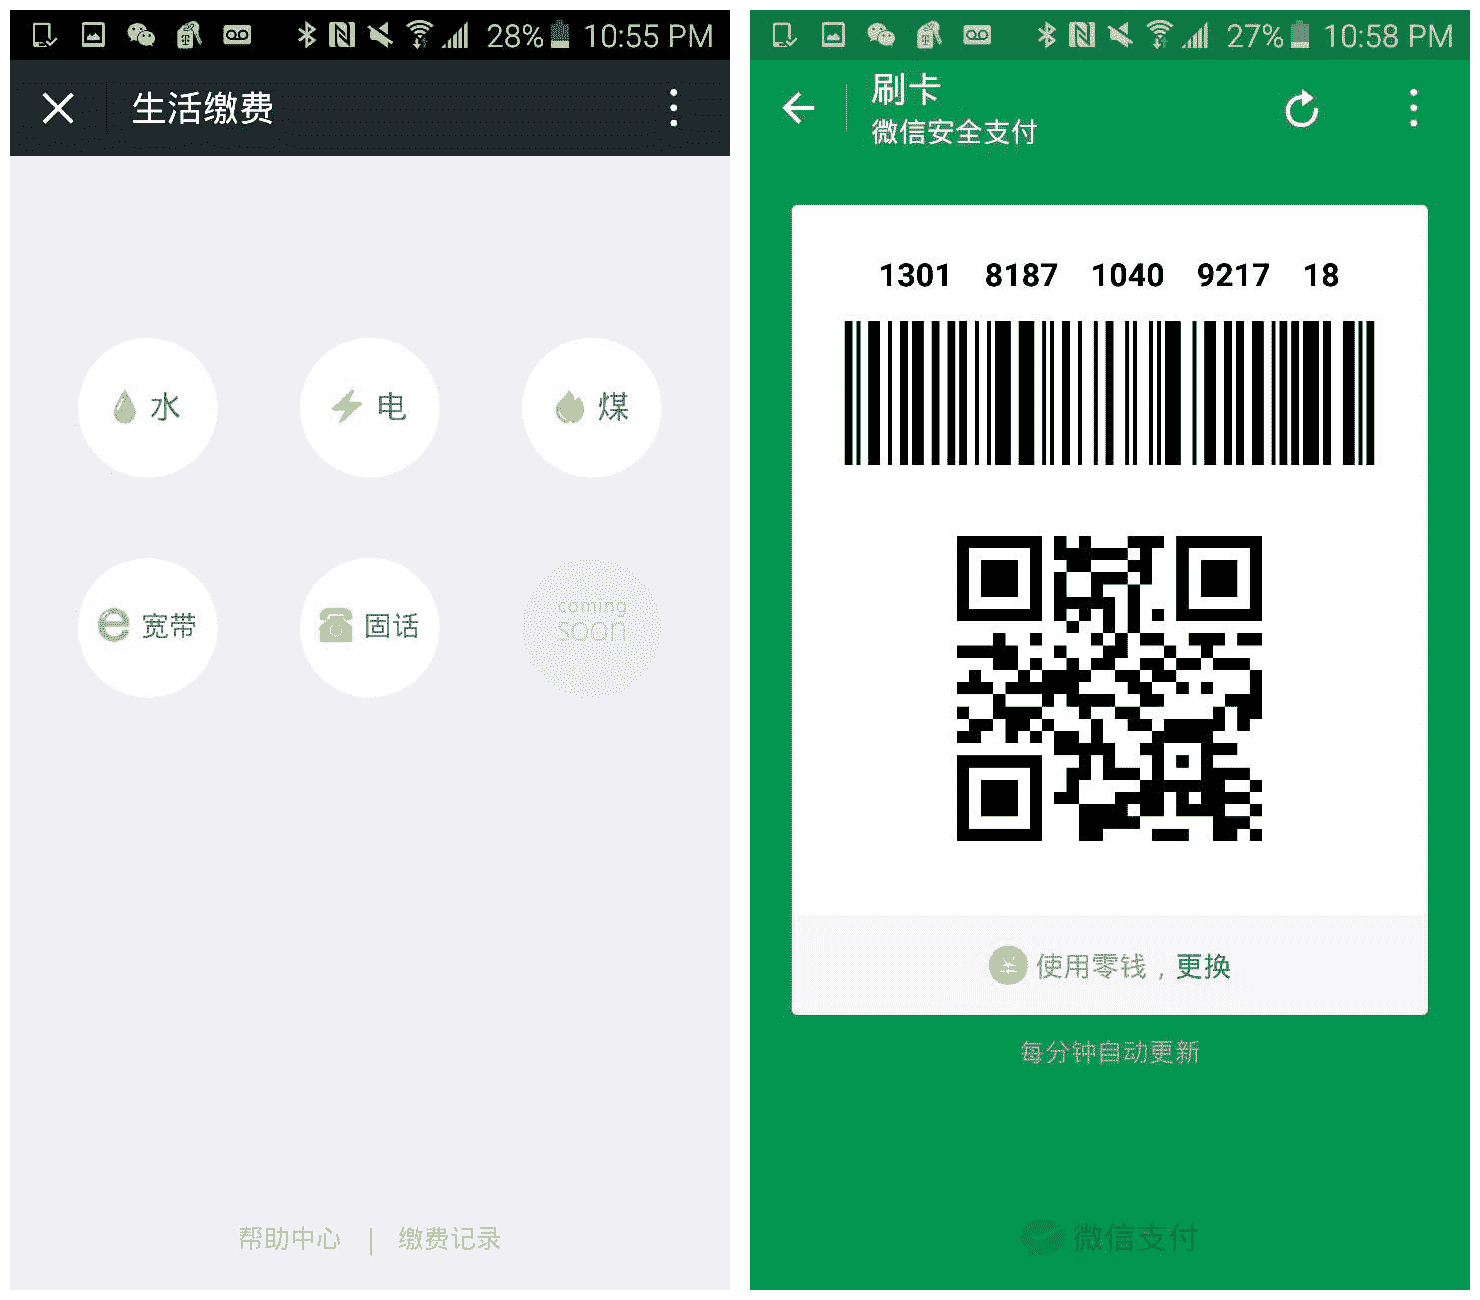 28% 10:55 PM
生活缴费
水
电
煤
宽带
固话
coming
soon
帮助中心 | 缴费记录
27% 10:58 PM
刷卡
微信安全支付
1301 8187 1040 9217 18
使用零钱，更换
每分钟自动更新
微信支付